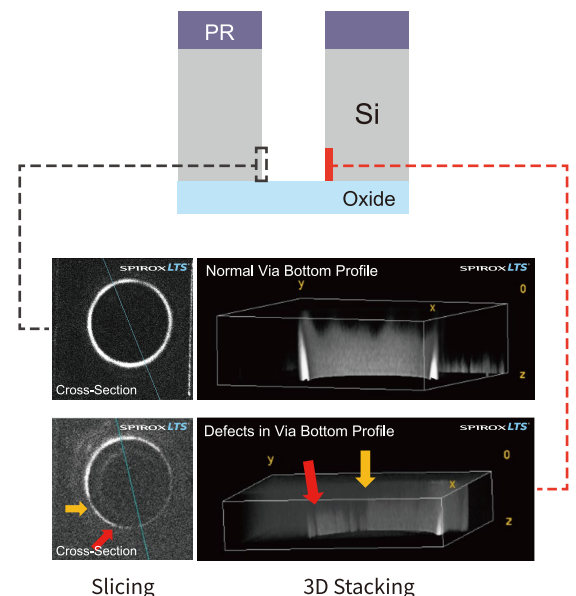 PR
Si
Oxide
SPIROX LTS
Cross-Section
Normal Via Bottom Profile
SPIROX LTS
y
x
0
z
SPIROX LTS
Cross-Section
Defects in Via Bottom Profile
SPIROX LTS
y
x
0
z
Slicing
3D Stacking